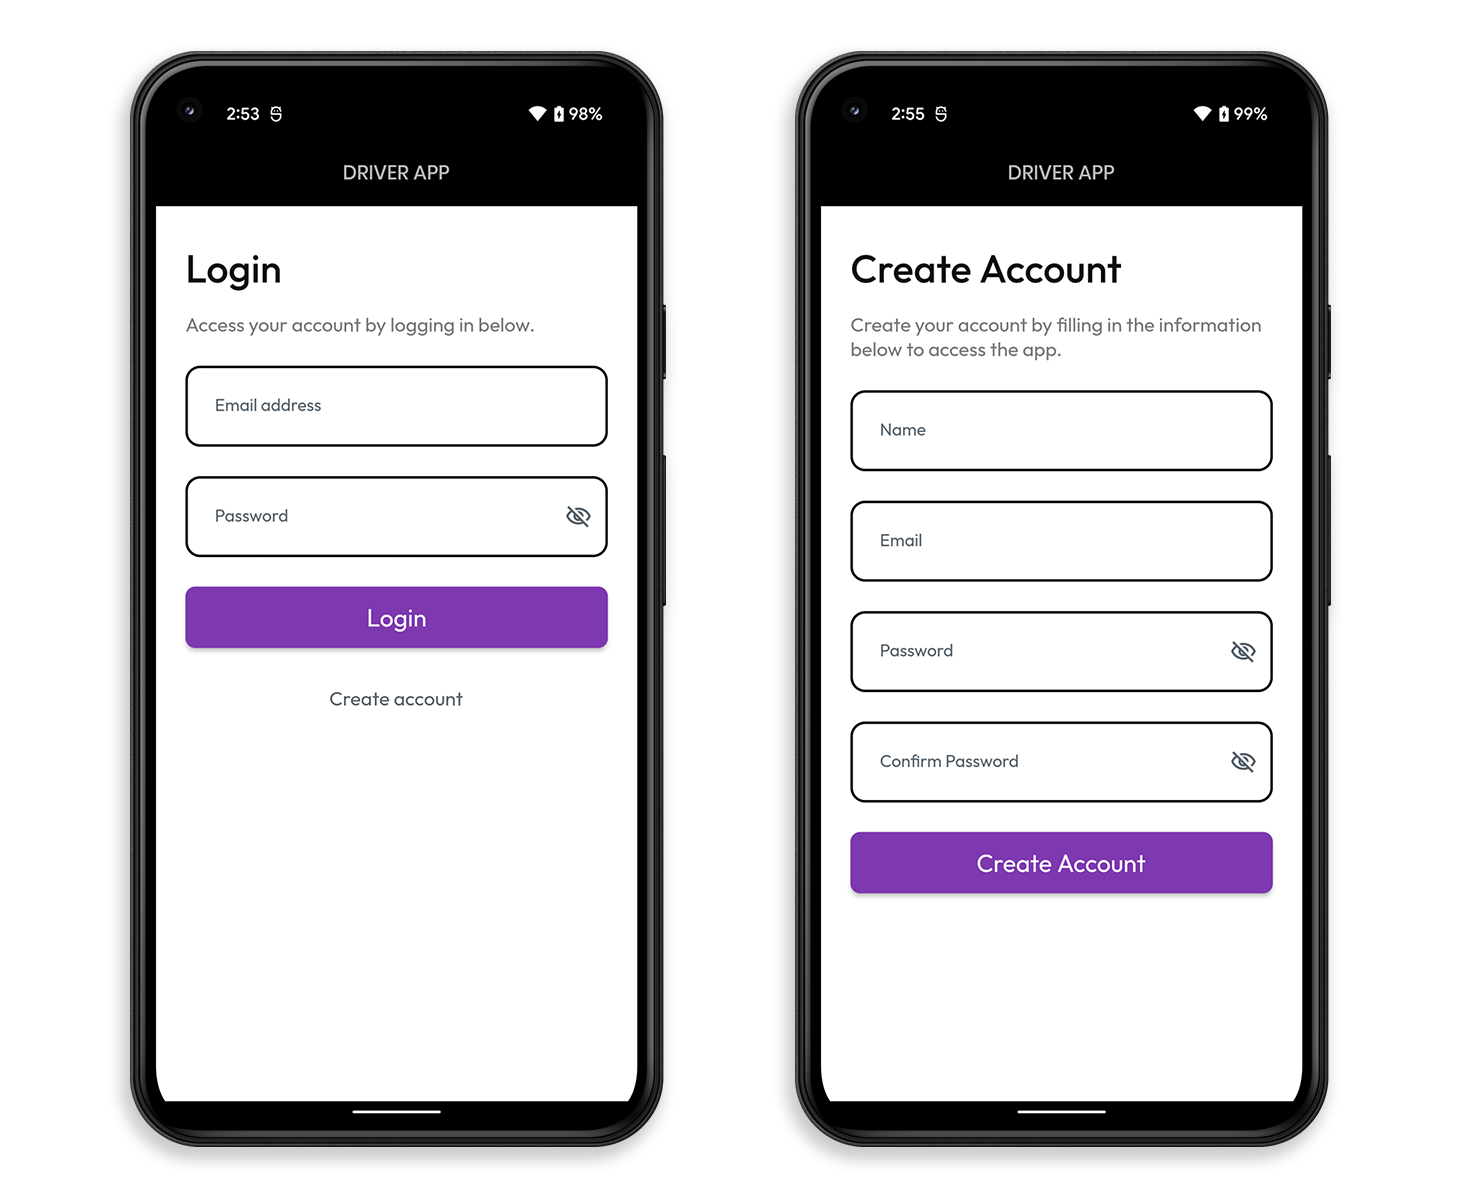 2:53
98%
DRIVER APP
Login
Access your account by logging in below.
Email address
Password
Login
Create account
2:55
99%
DRIVER APP
Create Account
Create your account by filling in the information
below to access the app.
Name
Email
Password
Confirm Password
Create Account